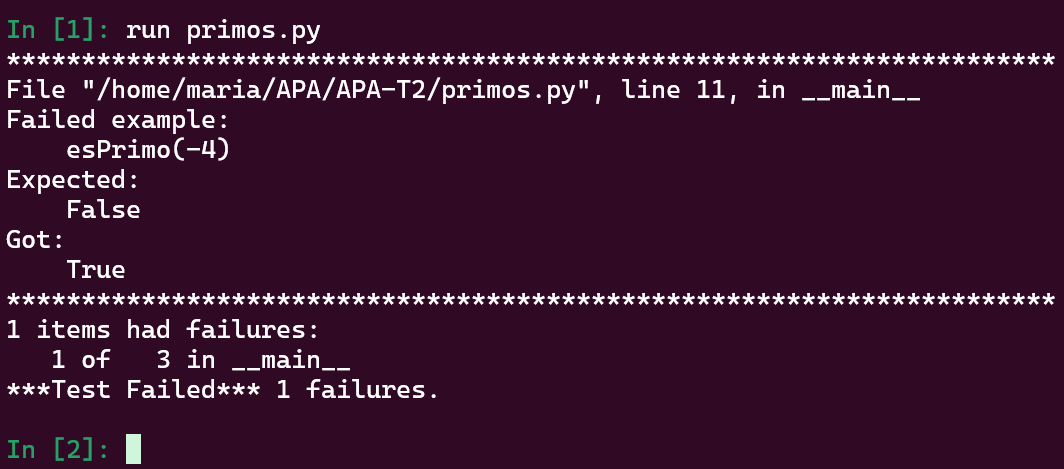 In [1]: run primos.py
**********************************************************************
File "/home/maria/APA/APA-T2/primos.py", line 11, in __main__
Failed example:
    esPrimo(-4)
Expected:
    False
Got:
    True
**********************************************************************
1 items had failures:
   1 of   3 in __main__
***Test Failed*** 1 failures.
In [2]: